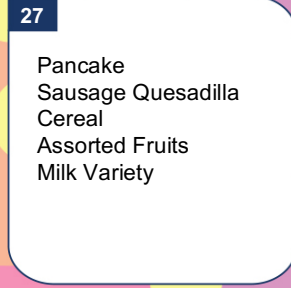 27
Pancake
Sausage Quesadilla
Cereal
Assorted Fruits
Milk Variety